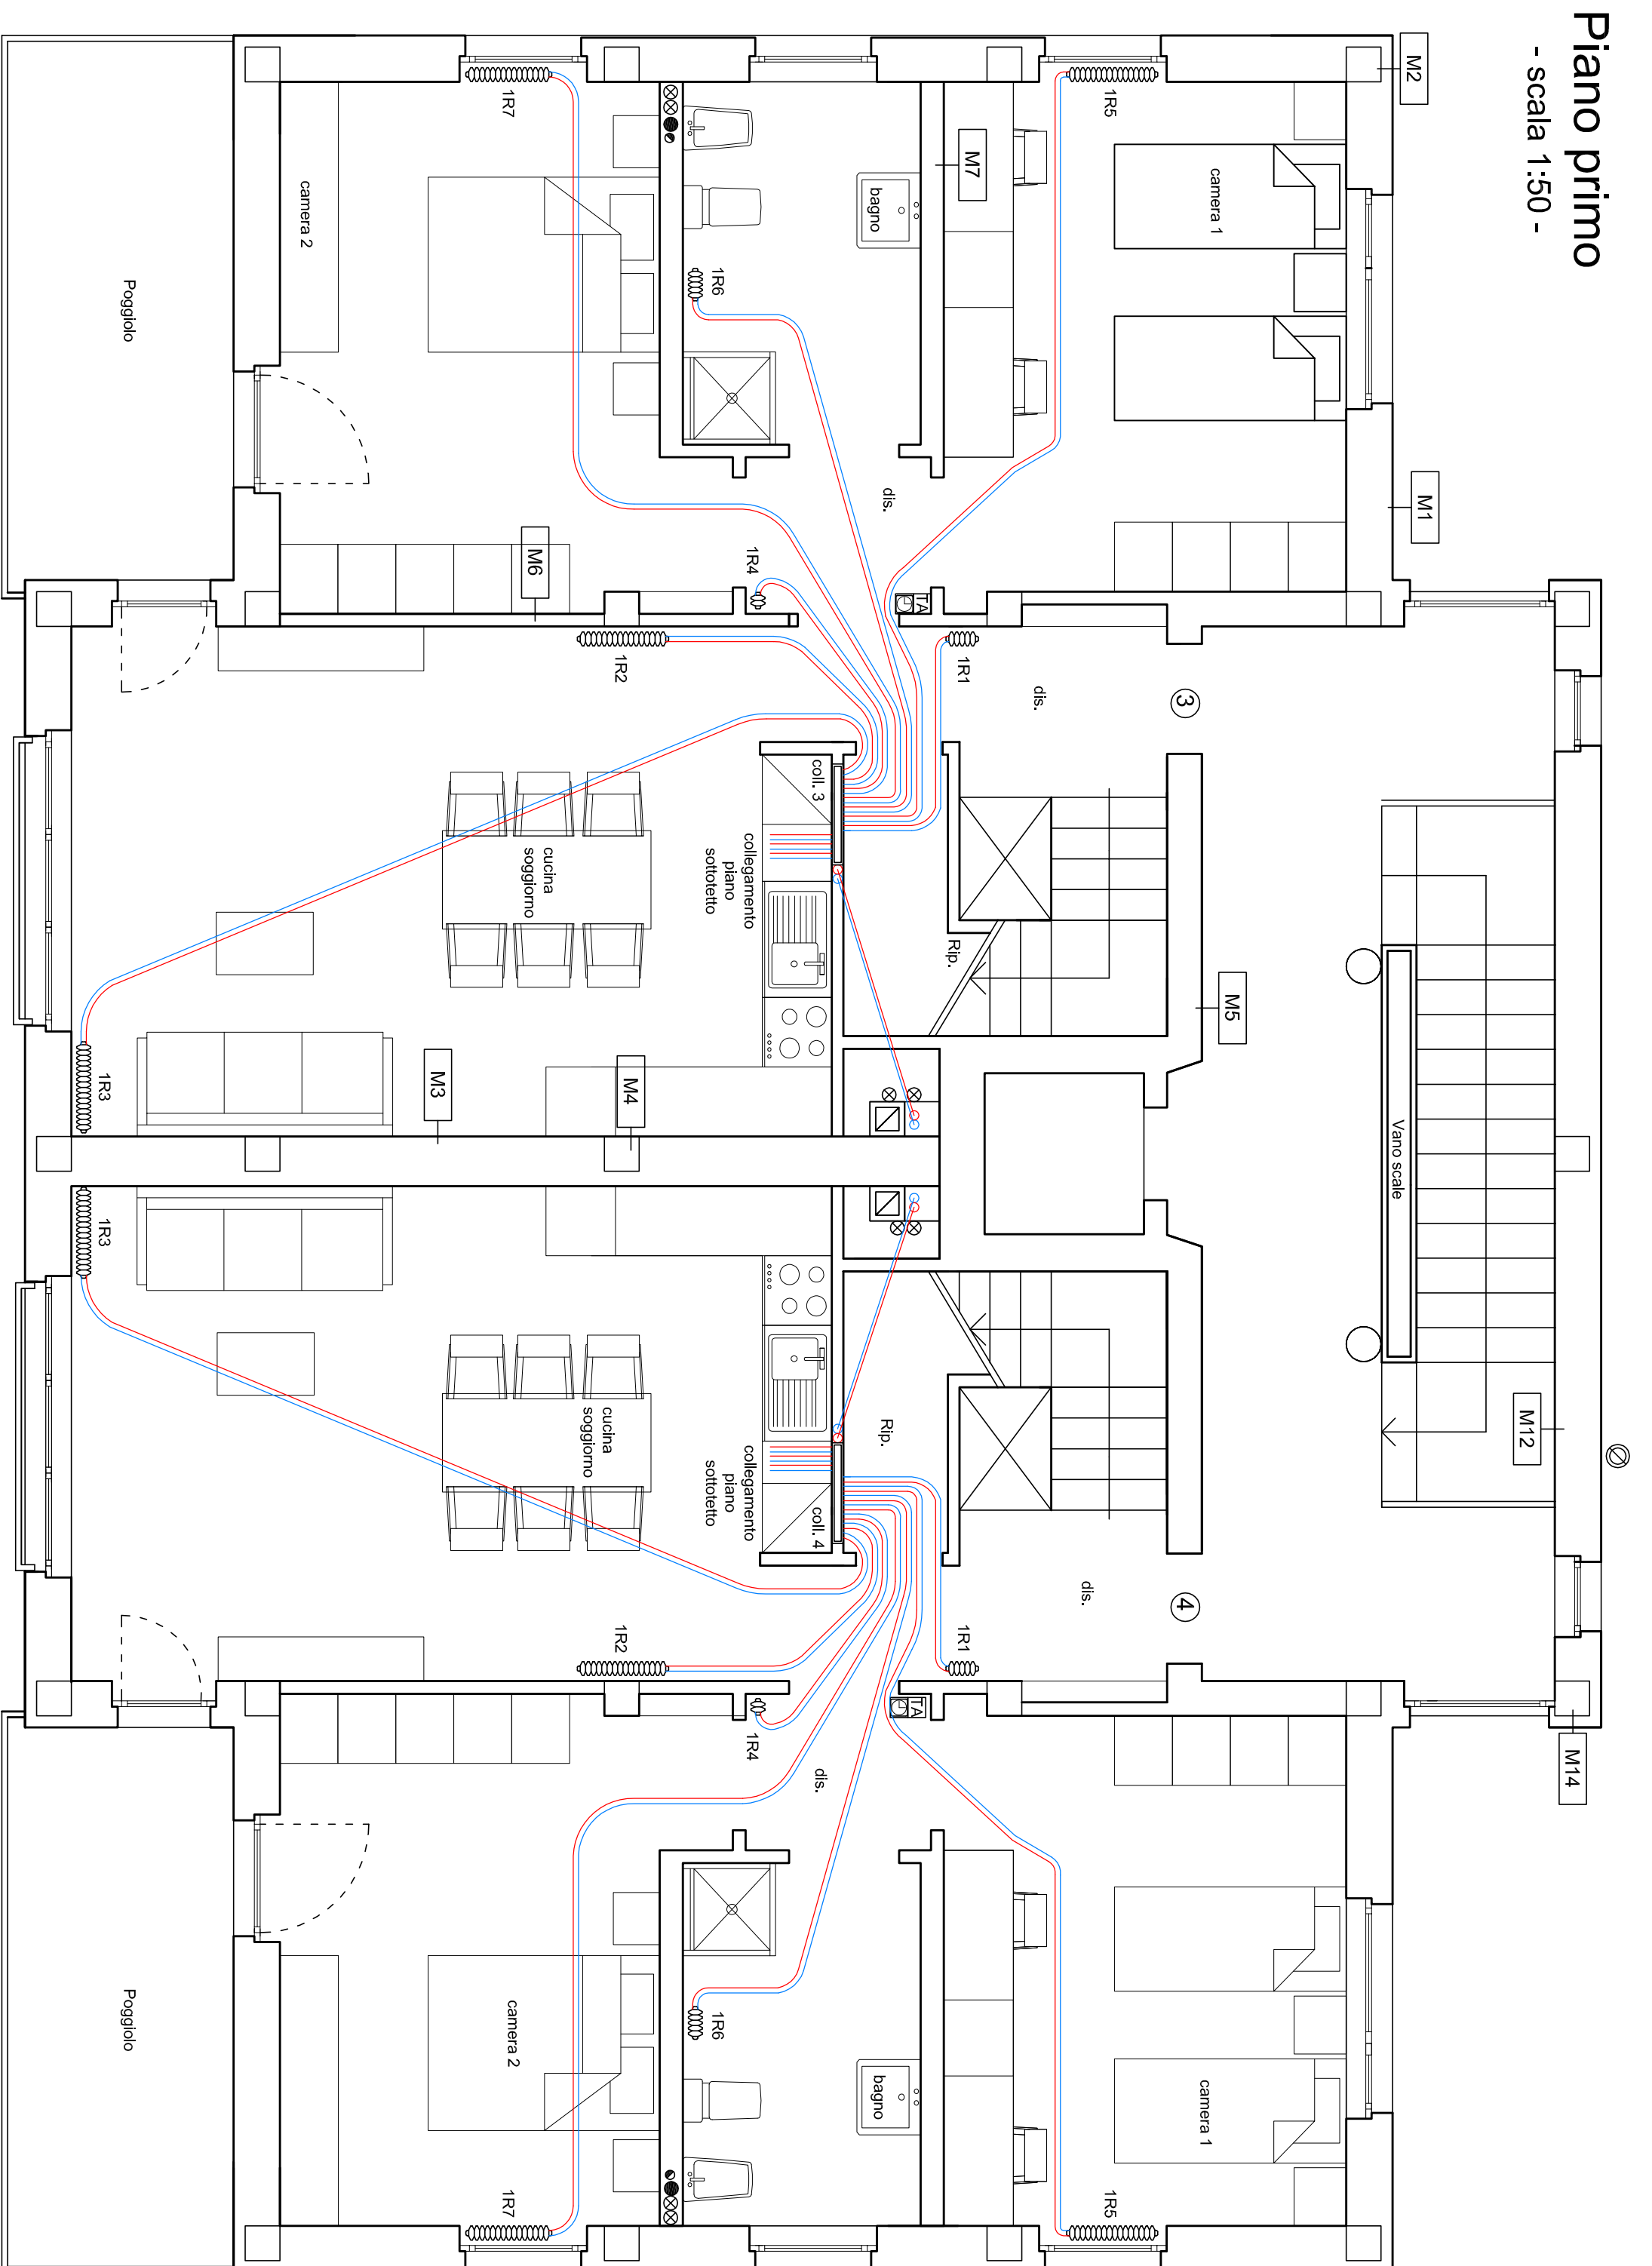 Piano primo
- scala 1:50 -
M14
M12
M2
M1
Vano scale
M5
camera 1
camera 1
3
4
1R5
1R5
dis.
dis.
M7
1R1
1R1
Rip.
TA
TA
dis.
Rip.
bagno
bagno
coll. 3
coll. 4
dis.
1R4
1R4
collegamento
piano
sottotetto
collegamento
piano
sottotetto
1R6
1R6
M4
1R2
1R2
cucina
soggiorno
cucina
soggiorno
M6
camera 2
1R7
1R7
M3
camera 2
Poggiolo
Poggiolo
1R3
1R3